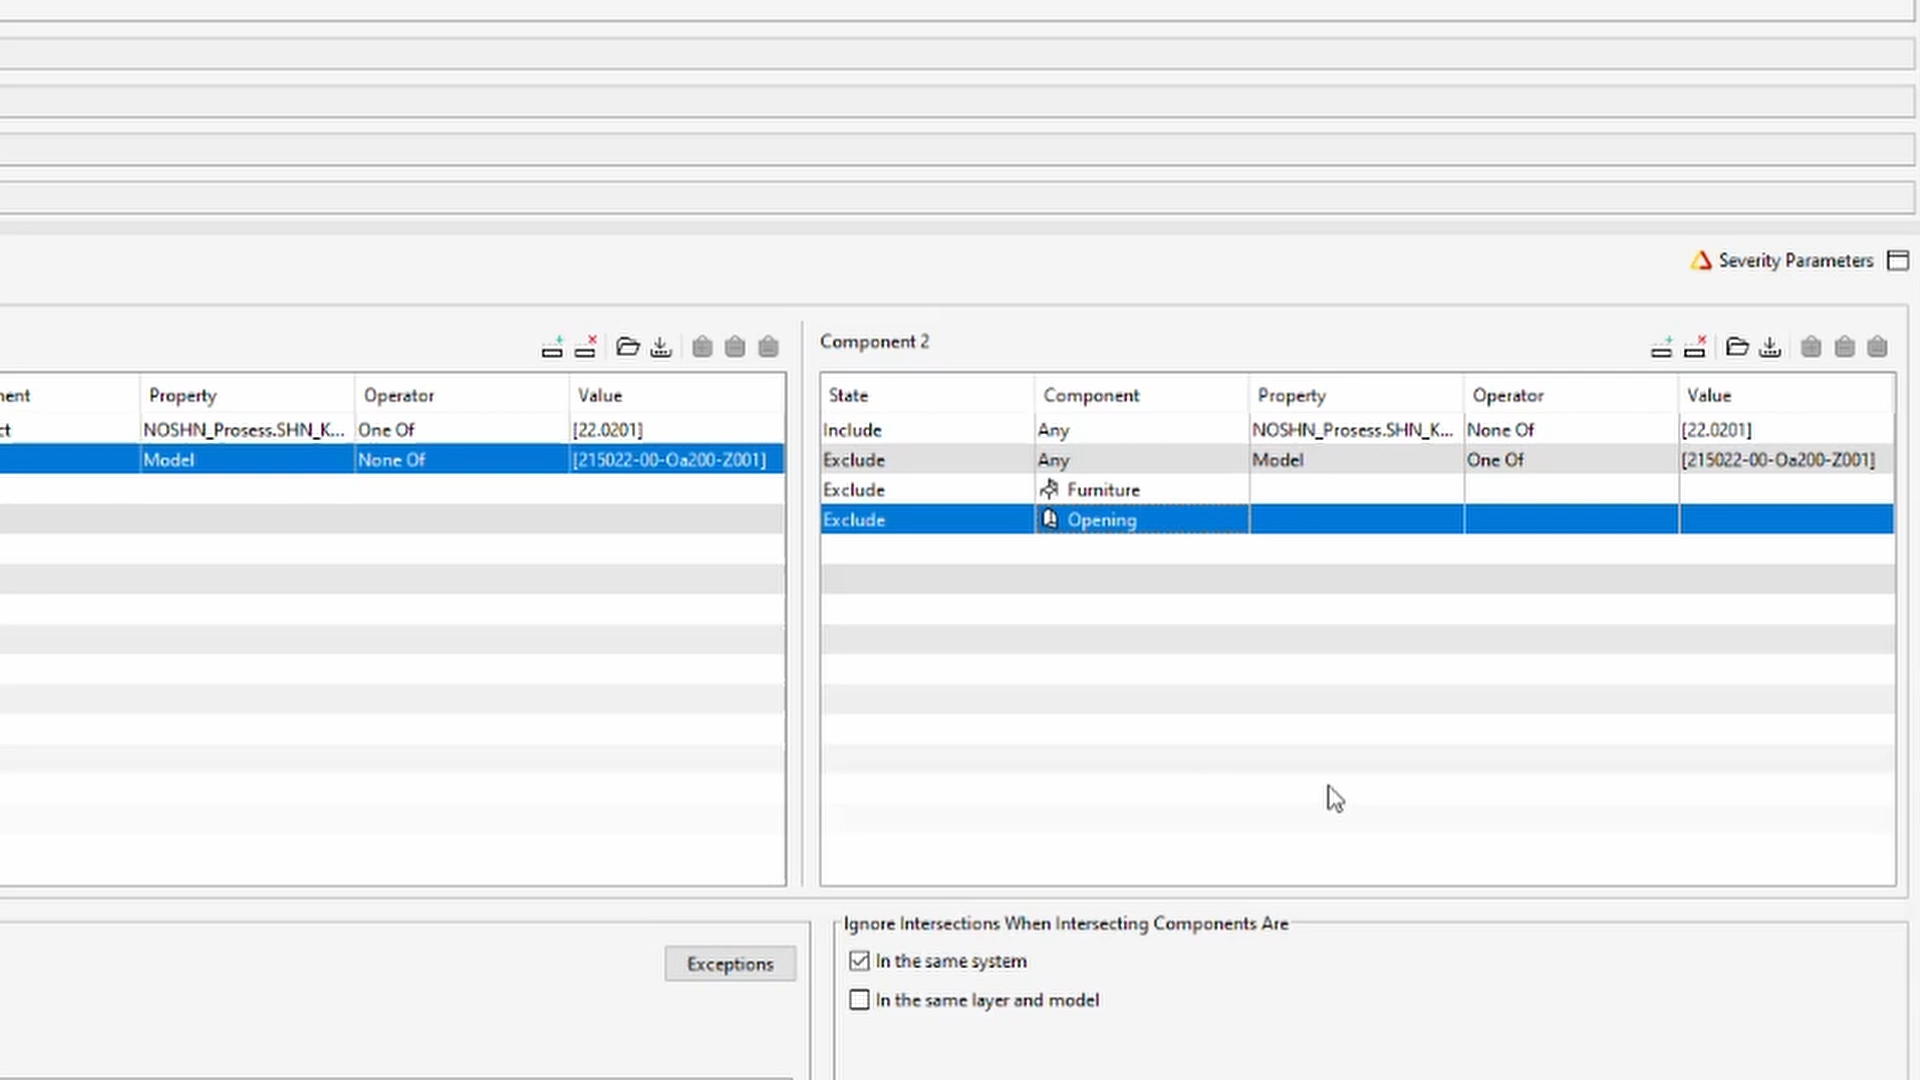 Severity Parameters
Component 2
nent Property Operator Value
ct NOSHN_Prosess.SHN_K... One Of [22.0201]
Model None Of [215022-00-Oa200-Z001]
State Component Property Operator Value
Include Any NOSHN_Prosess.SHN_K... None Of [22.0201]
Exclude Any Model One Of [215022-00-Oa200-Z001]
Exclude Furniture
Exclude Opening
Exceptions
Ignore Intersections When Intersecting Components Are
In the same system
In the same layer and model